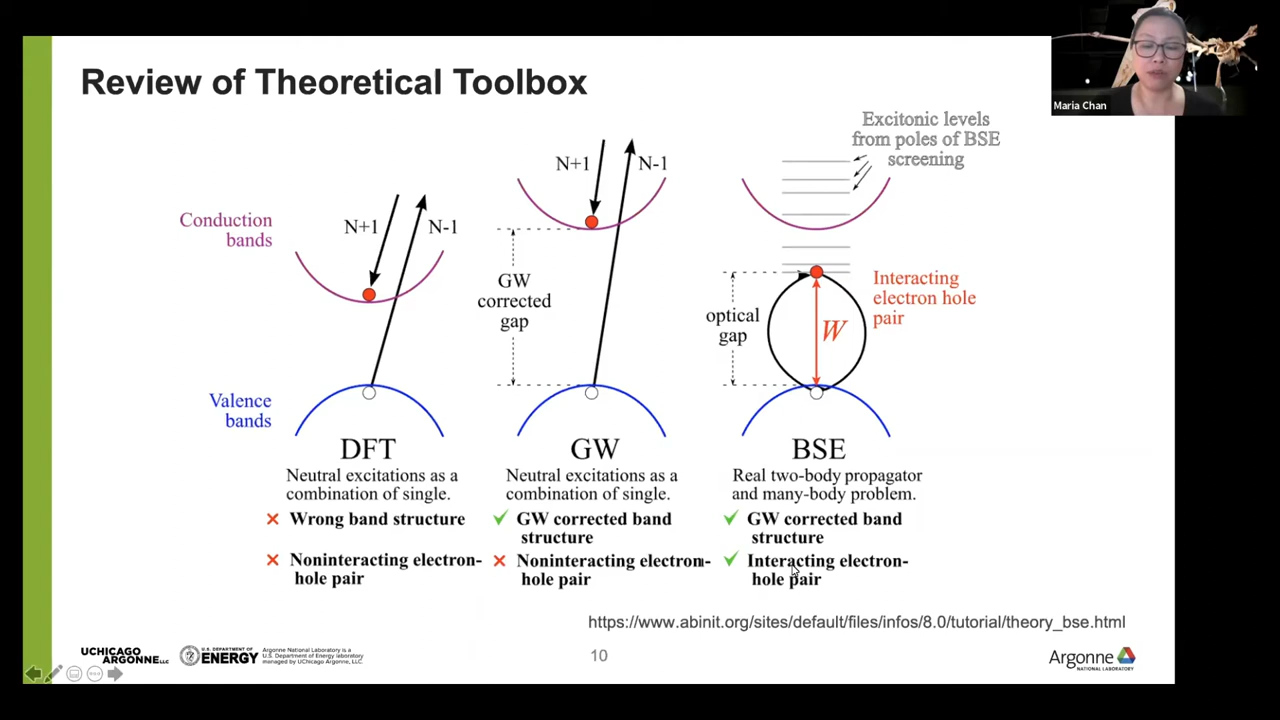 Review of Theoretical Toolbox
Maria Chan
Excitonic levels
from poles of BSE
screening
N+1
N-1
N+1
N-1
Conduction
bands
GW
corrected
gap
optical
gap
W
Interacting
electron hole
pair
Valence
bands
DFT
Neutral excitations as a
combination of single.
✗ Wrong band structure
✗ Noninteracting electron-
hole pair
GW
Neutral excitations as a
combination of single.
✓ GW corrected band
structure
✗ Noninteracting electron-
hole pair
BSE
Real two-body propagator
and many-body problem.
✓ GW corrected band
structure
✓ Interacting electron-
hole pair
https://www.abinit.org/sites/default/files/infos/8.0/tutorial/theory_bse.html
UCHICAGO
ARGONNE LLC
U.S. DEPARTMENT OF
ENERGY
Argonne National Laboratory is a
U.S. Department of Energy laboratory
managed by UChicago Argonne, LLC.
10
Argonne
NATIONAL LABORATORY